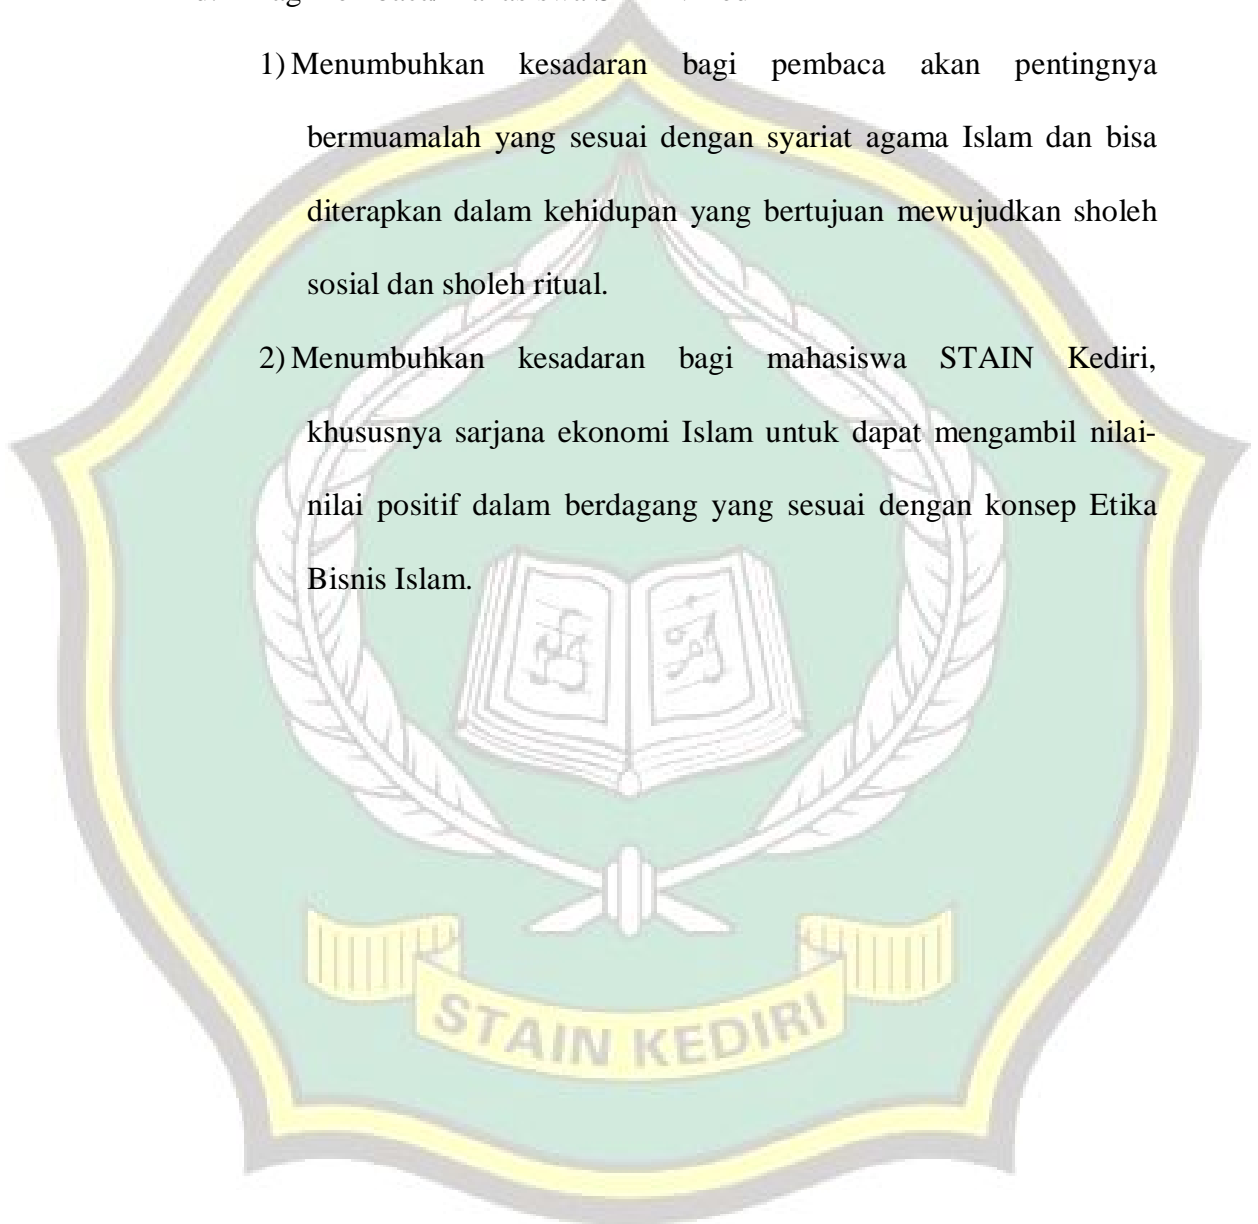 1) Menumbuhkan kesadaran bagi pembaca akan pentingnya
bermuamalah yang sesuai dengan syariat agama Islam dan bisa
diterapkan dalam kehidupan yang bertujuan mewujudkan sholeh
sosial dan sholeh ritual.
2) Menumbuhkan kesadaran bagi mahasiswa STAIN Kediri,
khususnya sarjana ekonomi Islam untuk dapat mengambil nilai-
nilai positif dalam berdagang yang sesuai dengan konsep Etika
Bisnis Islam.
STAIN KEDIRI